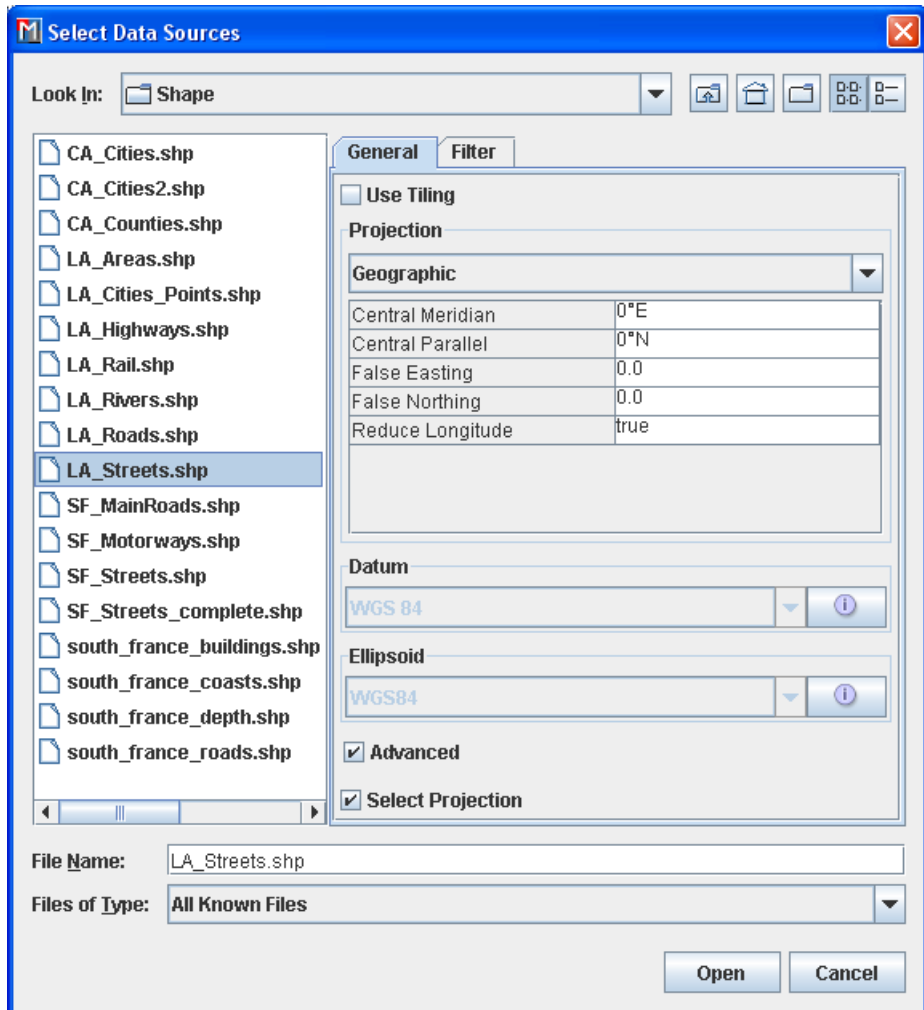 Select Data Sources
Look In: Shape
CA_Cities.shp
CA_Cities2.shp
CA_Counties.shp
LA_Areas.shp
LA_Cities_Points.shp
LA_Highways.shp
LA_Rail.shp
LA_Rivers.shp
LA_Roads.shp
LA_Streets.shp
SF_MainRoads.shp
SF_Motorways.shp
SF_Streets.shp
SF_Streets_complete.shp
south_france_buildings.shp
south_france_coasts.shp
south_france_depth.shp
south_france_roads.shp
General Filter
Use Tiling
Projection
Geographic
Central Meridian 0°E
Central Parallel 0°N
False Easting 0.0
False Northing 0.0
Reduce Longitude true
Datum
WGS 84
Ellipsoid
WGS84
Advanced
Select Projection
File Name: LA_Streets.shp
Files of Type: All Known Files
Open Cancel